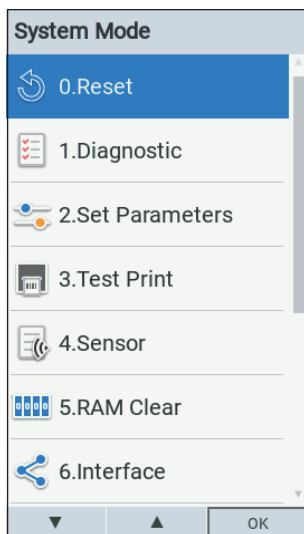 System Mode
0.Reset
1.Diagnostic
2.Set Parameters
3.Test Print
4.Sensor
5.RAM Clear
6.Interface
▼ ▲ OK